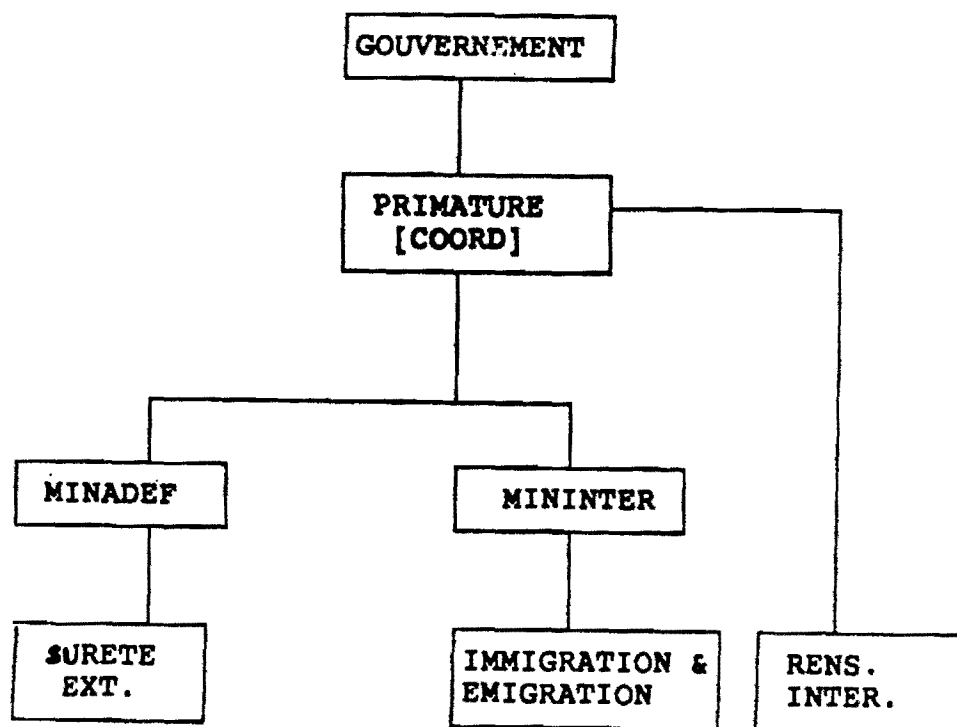 GOUVERNEMENT
PRIMATURE
[COORD]
MINADEF
MININTER
SURETE
EXT.
IMMIGRATION &
EMIGRATION
RENS.
INTER.